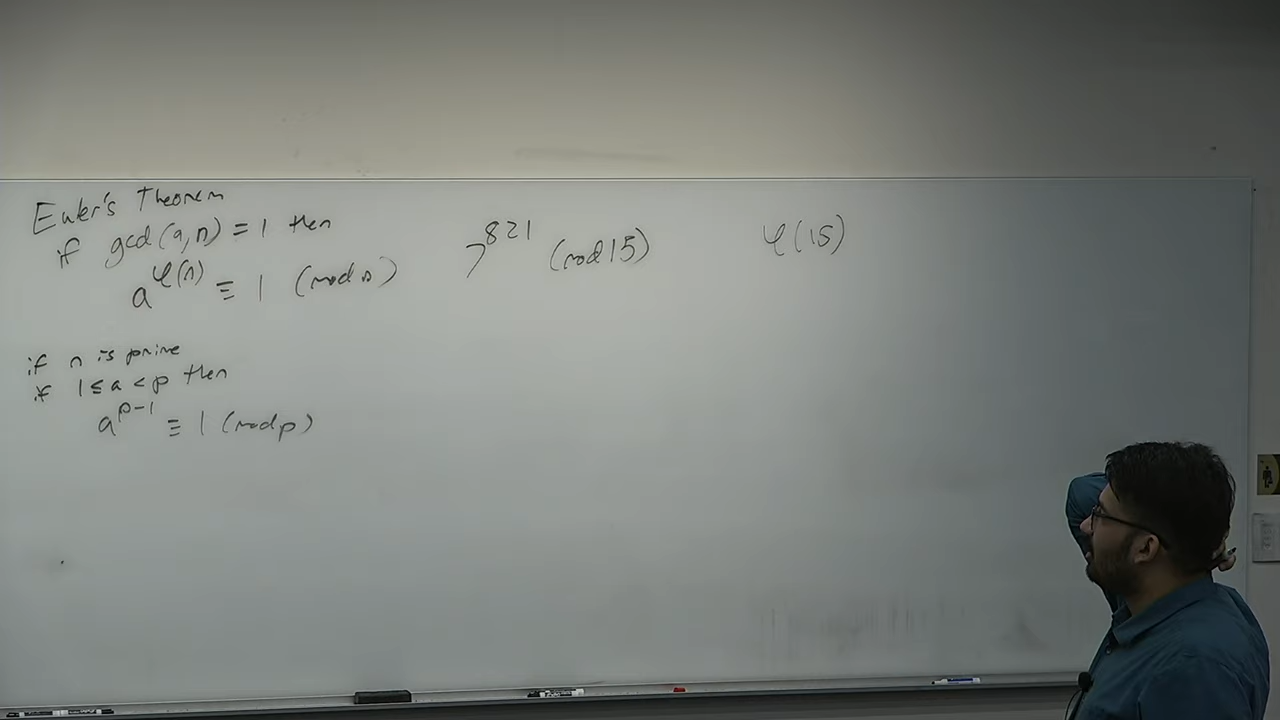 Euler's Theorem
if gcd(a,n) = 1 then
a^φ(n) ≡ 1 (mod n)
if n is prime
if 1 ≤ a < p then
a^p-1 ≡ 1 (mod p)
7^821 (mod 15)
φ(15)